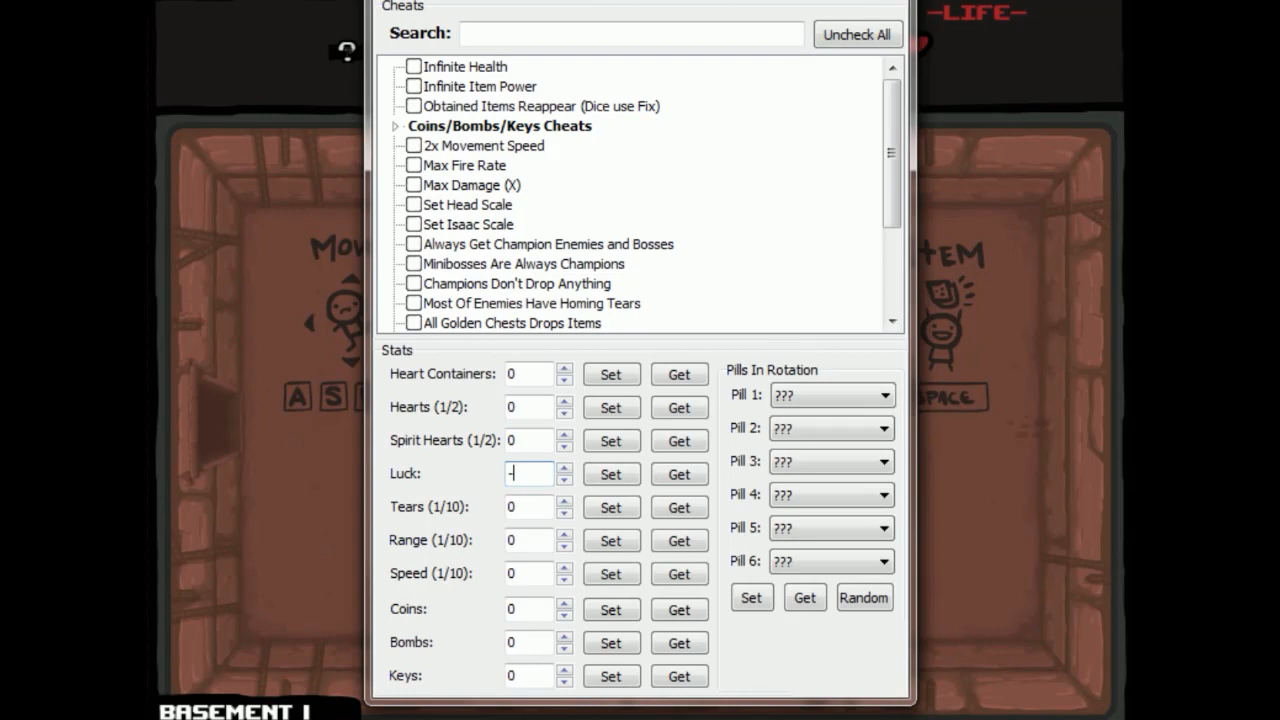 Cheats
-LIFE-
Search:
Uncheck All
?
Infinite Health
Infinite Item Power
Obtained Items Reappear (Dice use Fix)
Coins/Bombs/Keys Cheats
2x Movement Speed
Max Fire Rate
Max Damage (X)
Set Head Scale
Set Isaac Scale
Always Get Champion Enemies and Bosses
Minibosses Are Always Champions
Champions Don't Drop Anything
Most Of Enemies Have Homing Tears
All Golden Chests Drops Items
MOV
TEM
A S
SPACE
Stats
Heart Containers: 0 Set Get
Hearts (1/2): 0 Set Get
Spirit Hearts (1/2): 0 Set Get
Luck: - Set Get
Tears (1/10): 0 Set Get
Range (1/10): 0 Set Get
Speed (1/10): 0 Set Get
Coins: 0 Set Get
Bombs: 0 Set Get
Keys: 0 Set Get
Pills In Rotation
Pill 1: ???
Pill 2: ???
Pill 3: ???
Pill 4: ???
Pill 5: ???
Pill 6: ???
Set Get Random
BASEMENT I